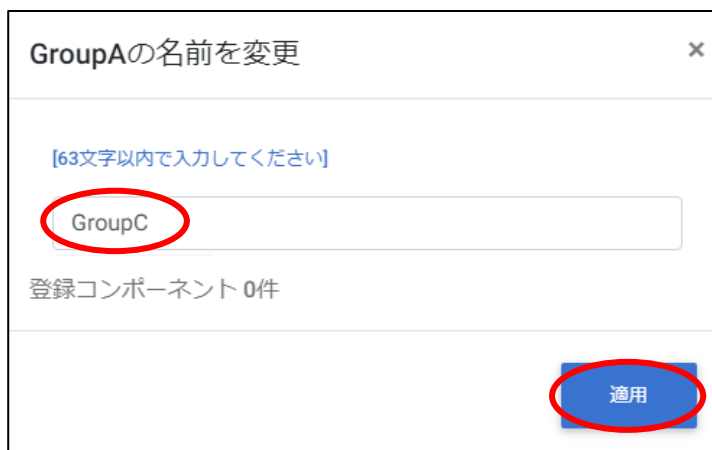 GroupAの名前を変更
×
[63文字以内で入力してください]
GroupC
登録コンポーネント 0件
適用